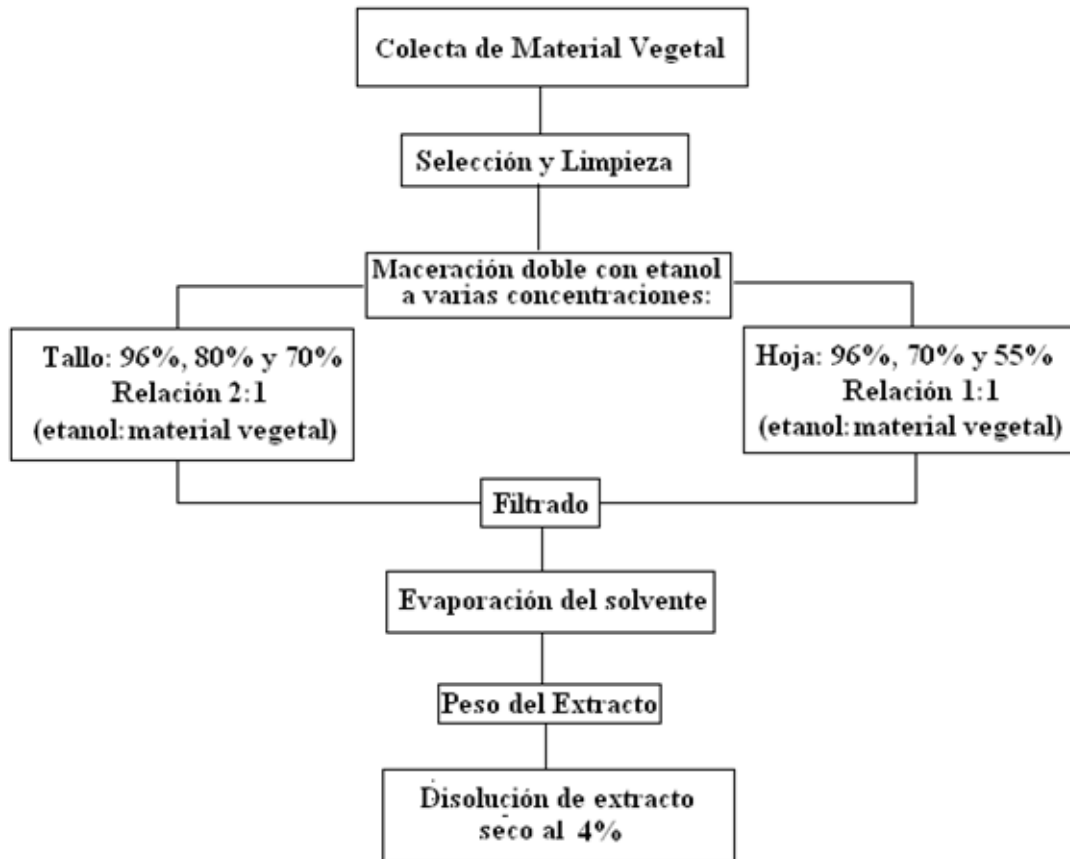 Colecta de Material Vegetal
Selección y Limpieza
Maceración doble con etanol
a varias concentraciones:
Tallo: 96%, 80% y 70%
Relación 2:1
(etanol:material vegetal)
Hoja: 96%, 70% y 55%
Relación 1:1
(etanol:material vegetal)
Filtrado
Evaporación del solvente
Peso del Extracto
Disolución de extracto
seco al 4%